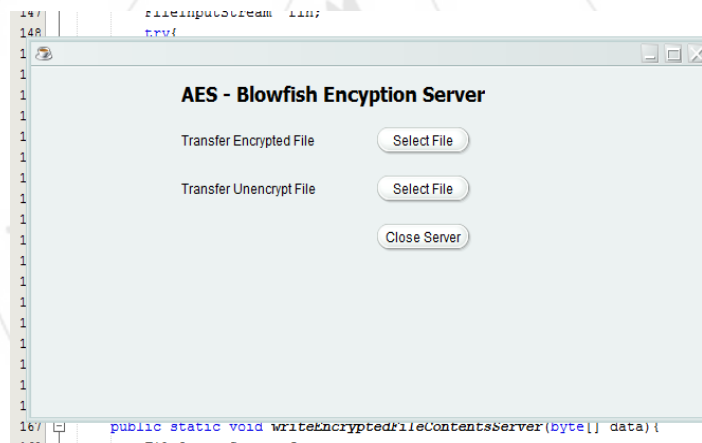 147 FileInputStream fin;
148 try{
AES - Blowfish Encyption Server
Transfer Encrypted File Select File
Transfer Unencrypt File Select File
Close Server
167 public static void writeEncryptedFileContentsServer(byte[] data){